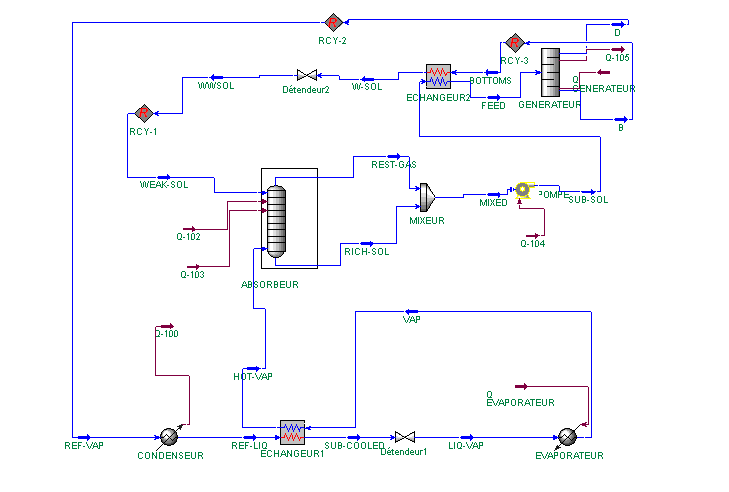 R
RCY-2
D
R
RCY-3
Q-105
BOTTOMS
Q
GENERATEUR
WWSOL
Détendeur2
W-SOL
ECHANGEUR2
FEED
GENERATEUR
R
RCY-1
B
REST-GAS
WEAK-SOL
MIXED
POMPE
SUB-SOL
MIXEUR
Q-102
Q-104
RICH-SOL
Q-103
ABSORBEUR
VAP
Q-100
HOT-VAP
Q
EVAPORATEUR
REF-VAP
REF-LIQ
SUB-COOLED
LIQ-VAP
CONDENSEUR
ECHANGEUR1
Détendeur1
EVAPORATEUR